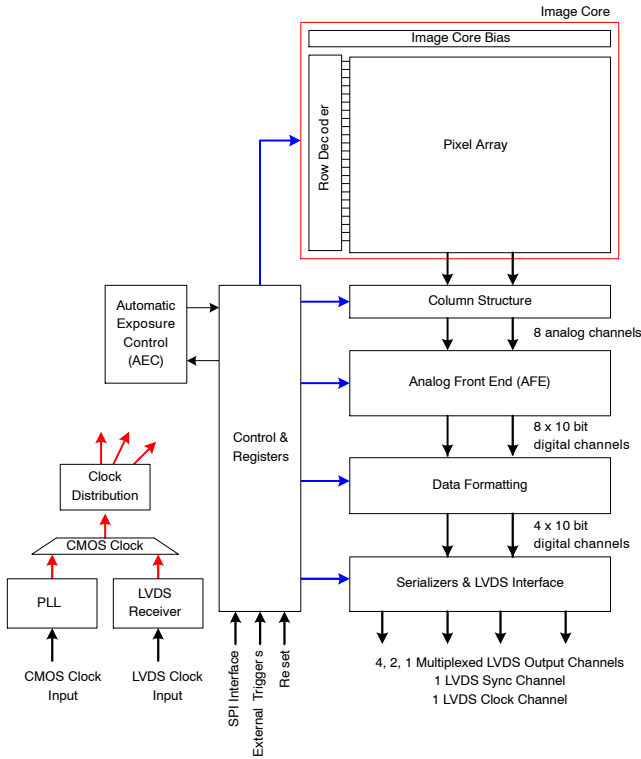 Image Core
Image Core Bias
Row Decoder
Pixel Array
Column Structure
8 analog channels
Automatic
Exposure
Control
(AEC)
Analog Front End (AFE)
8 x 10 bit
digital channels
Control &
Registers
Clock
Distribution
Data Formatting
4 x 10 bit
digital channels
CMOS Clock
PLL
LVDS
Receiver
Serializers & LVDS Interface
CMOS Clock
Input
LVDS Clock
Input
SPI Interface
External Triggers
Reset
4, 2, 1 Multiplexed LVDS Output Channels
1 LVDS Sync Channel
1 LVDS Clock Channel